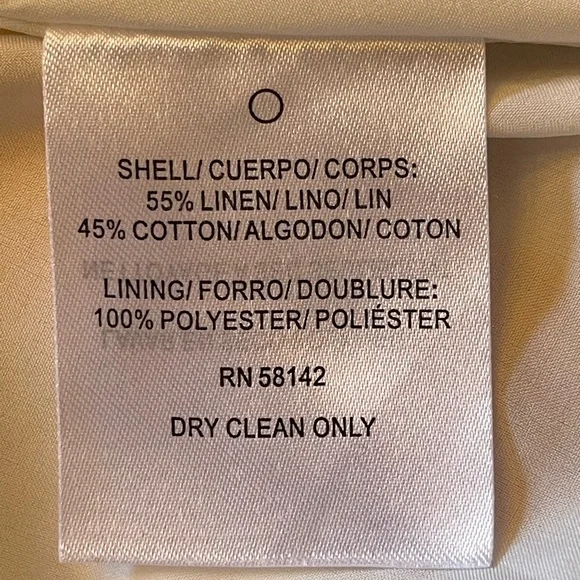 SHELL/ CUERPO/ CORPS:
55% LINEN/ LINO/ LIN
45% COTTON/ ALGODON/ COTON
LINING/ FORRO/ DOUBLURE:
100% POLYESTER/ POLIÉSTER
RN 58142
DRY CLEAN ONLY